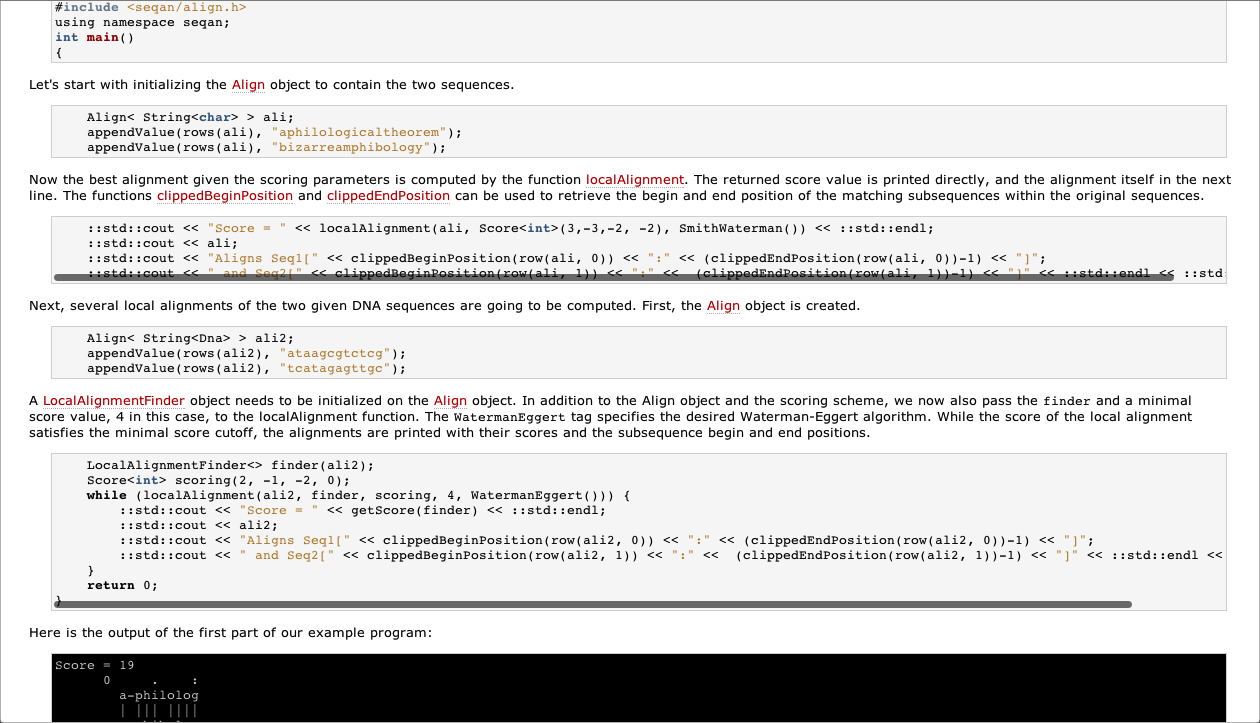 #include <seqan/align.h>
using namespace seqan;
int main()
{
Let's start with initializing the Align object to contain the two sequences.
Align< String<char> > ali;
appendValue(rows(ali), "aphilologicaltheorem");
appendValue(rows(ali), "bizarreamphibology");
Now the best alignment given the scoring parameters is computed by the function localAlignment. The returned score value is printed directly, and the alignment itself in the next
line. The functions clippedBeginPosition and clippedEndPosition can be used to retrieve the begin and end position of the matching subsequences within the original sequences.
::std::cout << "Score = " << localAlignment(ali, Score<int>(3,-3,-2, -2), SmithWaterman()) << ::std::endl;
::std::cout << ali;
::std::cout << "Aligns Seq1[" << clippedBeginPosition(row(ali, 0)) << ":" << (clippedEndPosition(row(ali, 0))-1) << "]";
::std::cout << " and Seq2[" << clippedBeginPosition(row(ali, 1)) << ":" <<  (clippedEndPosition(row(ali, 1))-1) << "]" << ::std::endl << ::std
Next, several local alignments of the two given DNA sequences are going to be computed. First, the Align object is created.
Align< String<Dna> > ali2;
appendValue(rows(ali2), "ataagcgtctcg");
appendValue(rows(ali2), "tcatagagttgc");
A LocalAlignmentFinder object needs to be initialized on the Align object. In addition to the Align object and the scoring scheme, we now also pass the finder and a minimal
score value, 4 in this case, to the localAlignment function. The WatermanEggert tag specifies the desired Waterman-Eggert algorithm. While the score of the local alignment
satisfies the minimal score cutoff, the alignments are printed with their scores and the subsequence begin and end positions.
LocalAlignmentFinder<> finder(ali2);
Score<int> scoring(2, -1, -2, 0);
while (localAlignment(ali2, finder, scoring, 4, WatermanEggert())) {
::std::cout << "Score = " << getScore(finder) << ::std::endl;
::std::cout << ali2;
::std::cout << "Aligns Seq1[" << clippedBeginPosition(row(ali2, 0)) << ":" << (clippedEndPosition(row(ali2, 0))-1) << "]";
::std::cout << " and Seq2[" << clippedBeginPosition(row(ali2, 1)) << ":" <<  (clippedEndPosition(row(ali2, 1))-1) << "]" << ::std::endl <<
}
return 0;
}
Here is the output of the first part of our example program:
Score = 19
0     .    :
a-philolog
| ||| ||||